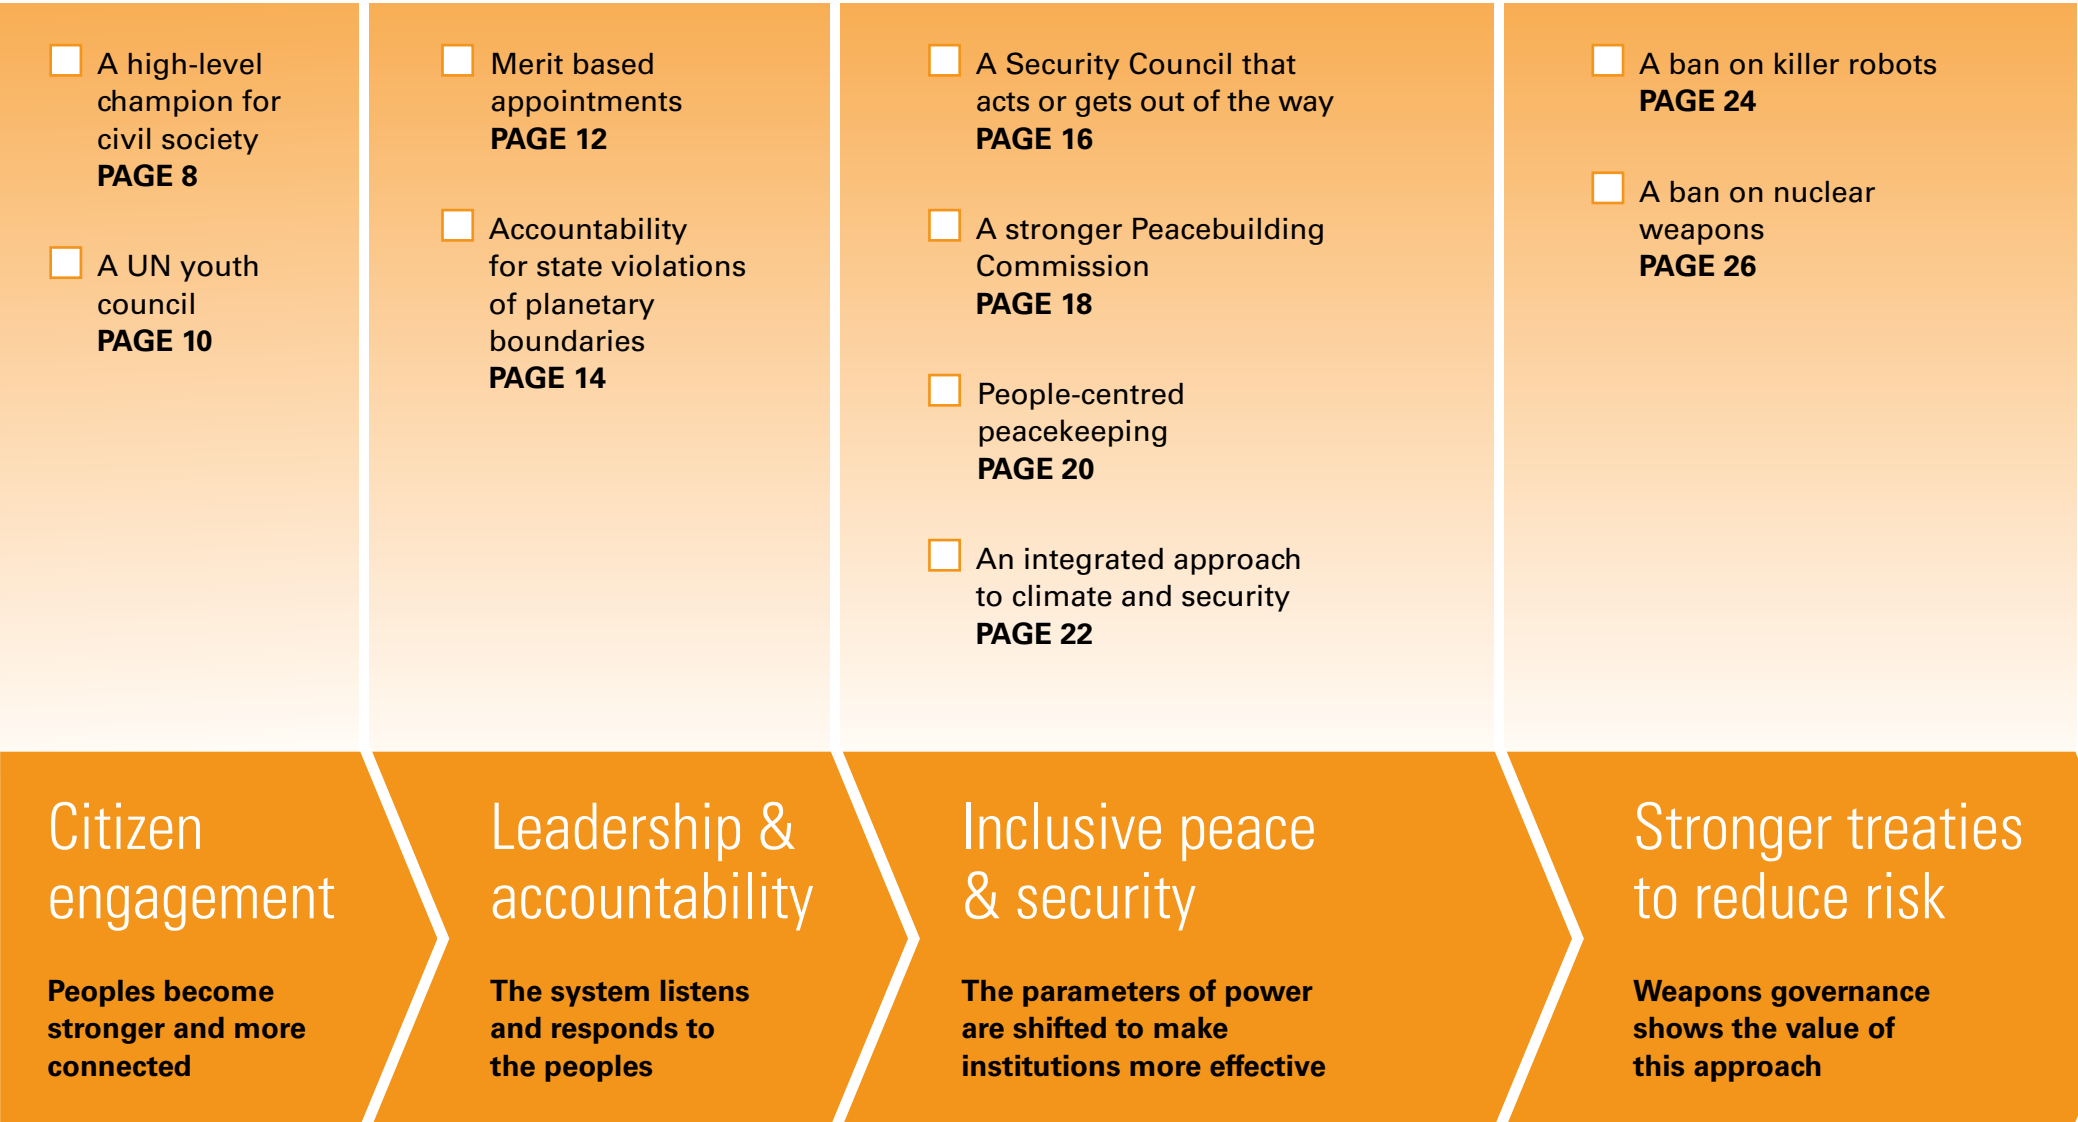 A high-level
champion for
civil society
PAGE 8
A UN youth
council
PAGE 10
Merit based
appointments
PAGE 12
Accountability
for state violations
of planetary
boundaries
PAGE 14
A Security Council that
acts or gets out of the way
PAGE 16
A stronger Peacebuilding
Commission
PAGE 18
People-centred
peacekeeping
PAGE 20
An integrated approach
to climate and security
PAGE 22
A ban on killer robots
PAGE 24
A ban on nuclear
weapons
PAGE 26
Citizen
engagement
Peoples become
stronger and more
connected
Leadership &
accountability
The system listens
and responds to
the peoples
Inclusive peace
& security
The parameters of power
are shifted to make
institutions more effective
Stronger treaties
to reduce risk
Weapons governance
shows the value of
this approach